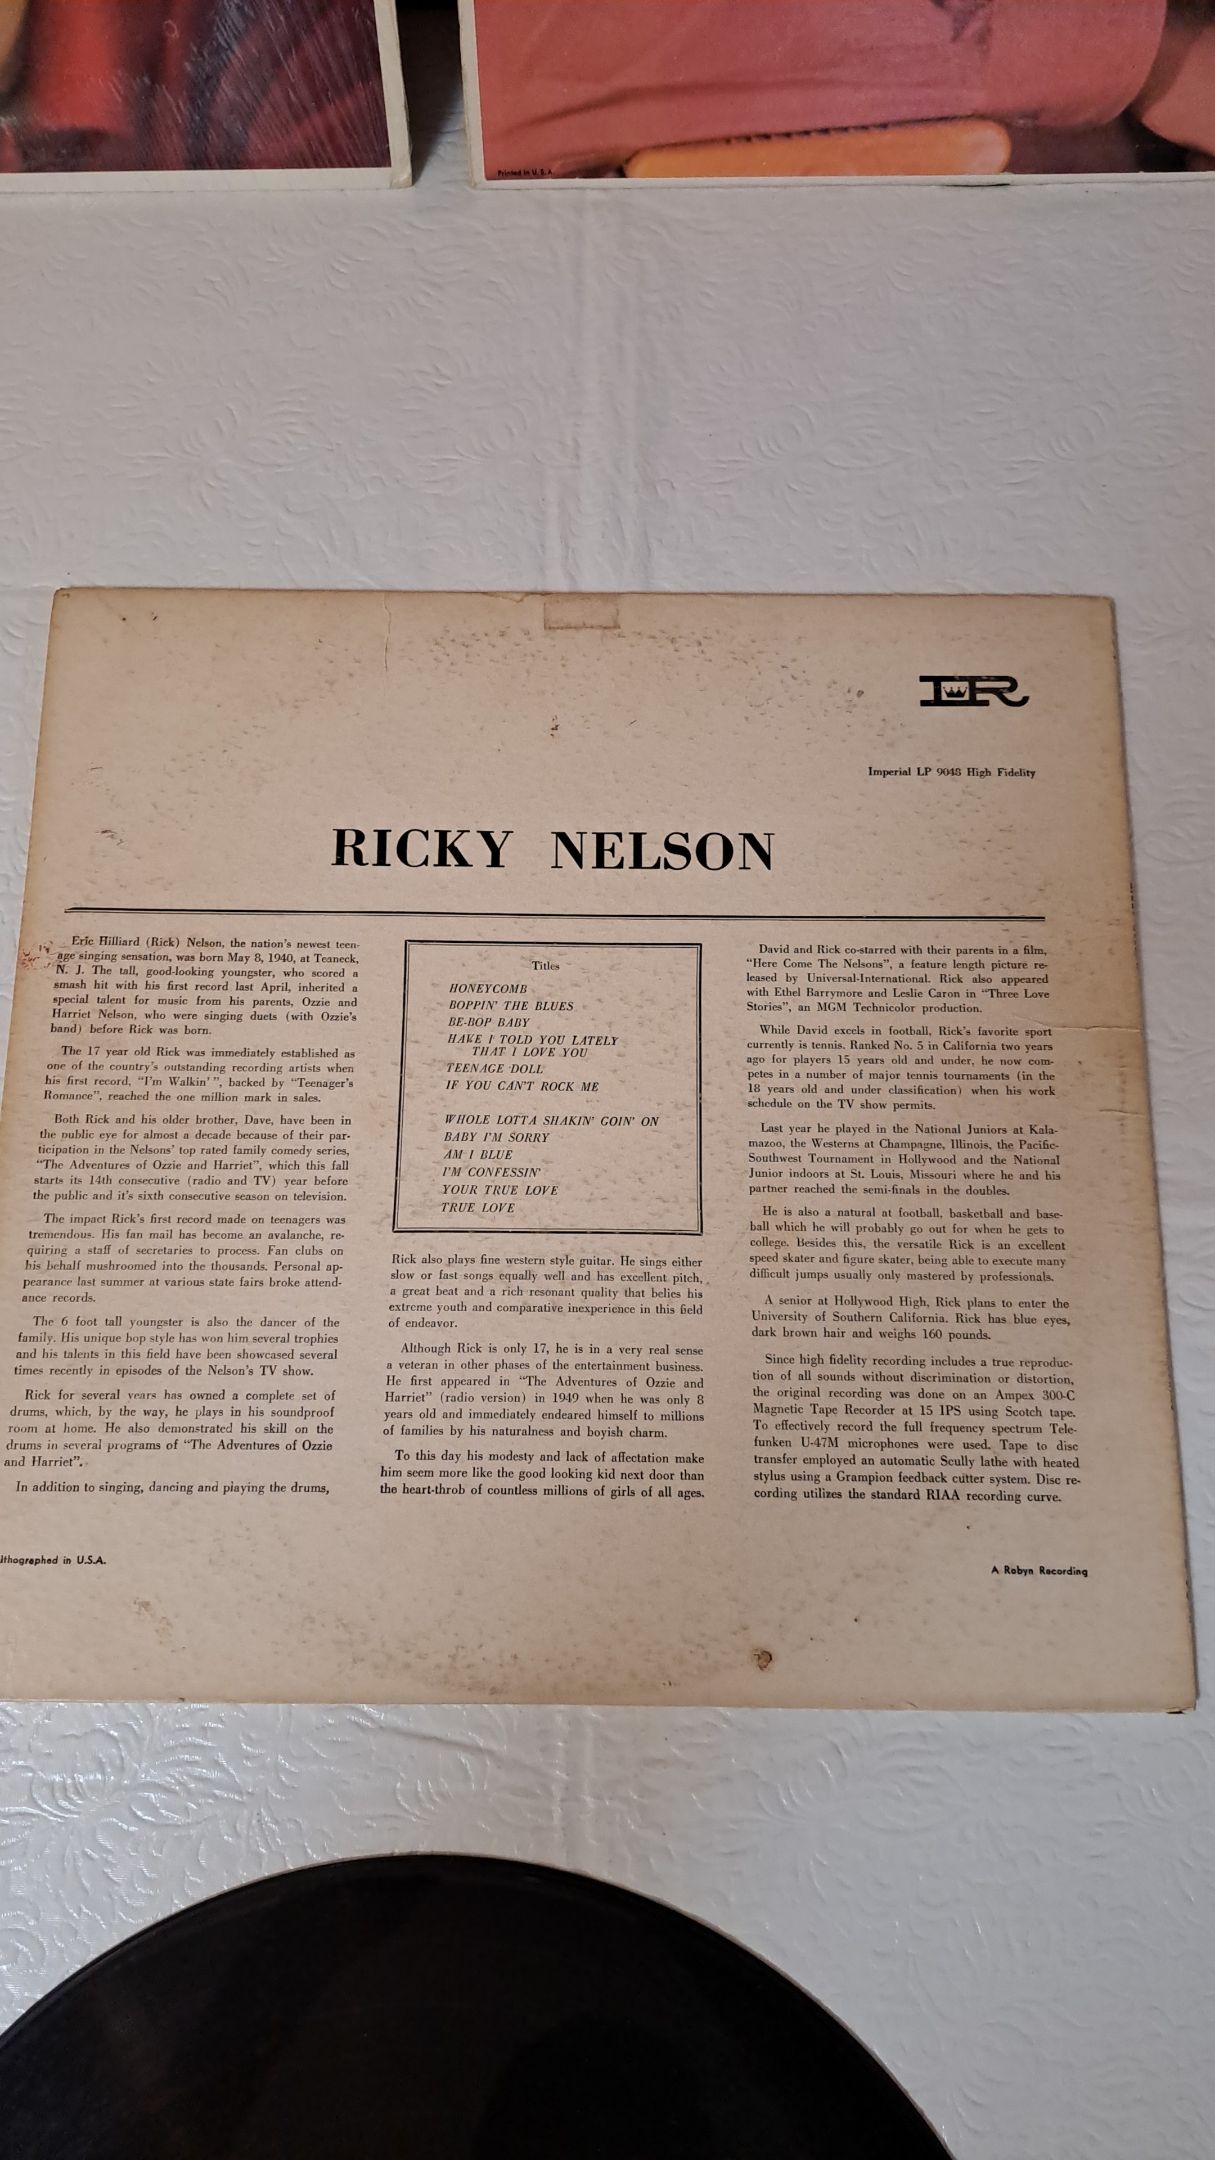 Printed in U.S.A.
IR
Imperial LP 9048 High Fidelity
RICKY NELSON
Eric Hilliard (Rick) Nelson, the nation's newest teen-
age singing sensation, was born May 8, 1940, at Teaneck,
N. J. The tall, good-looking youngster, who scored a
smash hit with his first record last April, inherited a
special talent for music from his parents, Ozzie and
Harriet Nelson, who were singing duets (with Ozzie's
band) before Rick was born.
The 17 year old Rick was immediately established as
one of the country's outstanding recording artists when
his first record, "I'm Walkin'", backed by "Teenager's
Romance", reached the one million mark in sales.
Both Rick and his older brother, Dave, have been in
the public eye for almost a decade because of their par-
ticipation in the Nelsons' top rated family comedy series,
"The Adventures of Ozzie and Harriet", which this fall
starts its 14th consecutive (radio and TV) year before
the public and it's sixth consecutive season on television.
The impact Rick's first record made on teenagers was
tremendous. His fan mail has become an avalanche, re-
quiring a staff of secretaries to process. Fan clubs on
his behalf mushroomed into the thousands. Personal ap-
pearance last summer at various state fairs broke attend-
ance records.
The 6 foot tall youngster is also the dancer of the
family. His unique bop style has won him several trophies
and his talents in this field have been showcased several
times recently in episodes of the Nelson's TV show.
Rick for several years has owned a complete set of
drums, which, by the way, he plays in his soundproof
room at home. He also demonstrated his skill on the
drums in several programs of "The Adventures of Ozzie
and Harriet".
In addition to singing, dancing and playing the drums,
Titles
HONEYCOMB
BOPPIN' THE BLUES
BE-BOP BABY
HAVE I TOLD YOU LATELY
THAT I LOVE YOU
TEENAGE DOLL
IF YOU CAN'T ROCK ME
WHOLE LOTTA SHAKIN' GOIN' ON
BABY I'M SORRY
AM I BLUE
I'M CONFESSIN'
YOUR TRUE LOVE
TRUE LOVE
Rick also plays fine western style guitar. He sings either
slow or fast songs equally well and has excellent pitch,
a great beat and a rich resonant quality that belies his
extreme youth and comparative inexperience in this field
of endeavor.
Although Rick is only 17, he is in a very real sense
a veteran in other phases of the entertainment business.
He first appeared in "The Adventures of Ozzie and
Harriet" (radio version) in 1949 when he was only 8
years old and immediately endeared himself to millions
of families by his naturalness and boyish charm.
To this day his modesty and lack of affectation make
him seem more like the good looking kid next door than
the heart-throb of countless millions of girls of all ages.
David and Rick co-starred with their parents in a film,
"Here Come The Nelsons", a feature length picture re-
leased by Universal-International. Rick also appeared
with Ethel Barrymore and Leslie Caron in "Three Love
Stories", an MGM Technicolor production.
While David excels in football, Rick's favorite sport
currently is tennis. Ranked No. 5 in California two years
ago for players 15 years old and under, he now com-
petes in a number of major tennis tournaments (in the
18 years old and under classification) when his work
schedule on the TV show permits.
Last year he played in the National Juniors at Kala-
mazoo, the Westerns at Champagne, Illinois, the Pacific-
Southwest Tournament in Hollywood and the National
Junior indoors at St. Louis, Missouri where he and his
partner reached the semi-finals in the doubles.
He is also a natural at football, basketball and base-
ball which he will probably go out for when he gets to
college. Besides this, the versatile Rick is an excellent
speed skater and figure skater, being able to execute many
difficult jumps usually only mastered by professionals.
A senior at Hollywood High, Rick plans to enter the
University of Southern California. Rick has blue eyes,
dark brown hair and weighs 160 pounds.
Since high fidelity recording includes a true reproduc-
tion of all sounds without discrimination or distortion,
the original recording was done on an Ampex 300-C
Magnetic Tape Recorder at 15 IPS using Scotch tape.
To effectively record the full frequency spectrum Tele-
funken U-47M microphones were used. Tape to disc
transfer employed an automatic Scully lathe with heated
stylus using a Grampion feedback cutter system. Disc re-
cording utilizes the standard RIAA recording curve.
ithographed in U.S.A.
A Robyn Recording